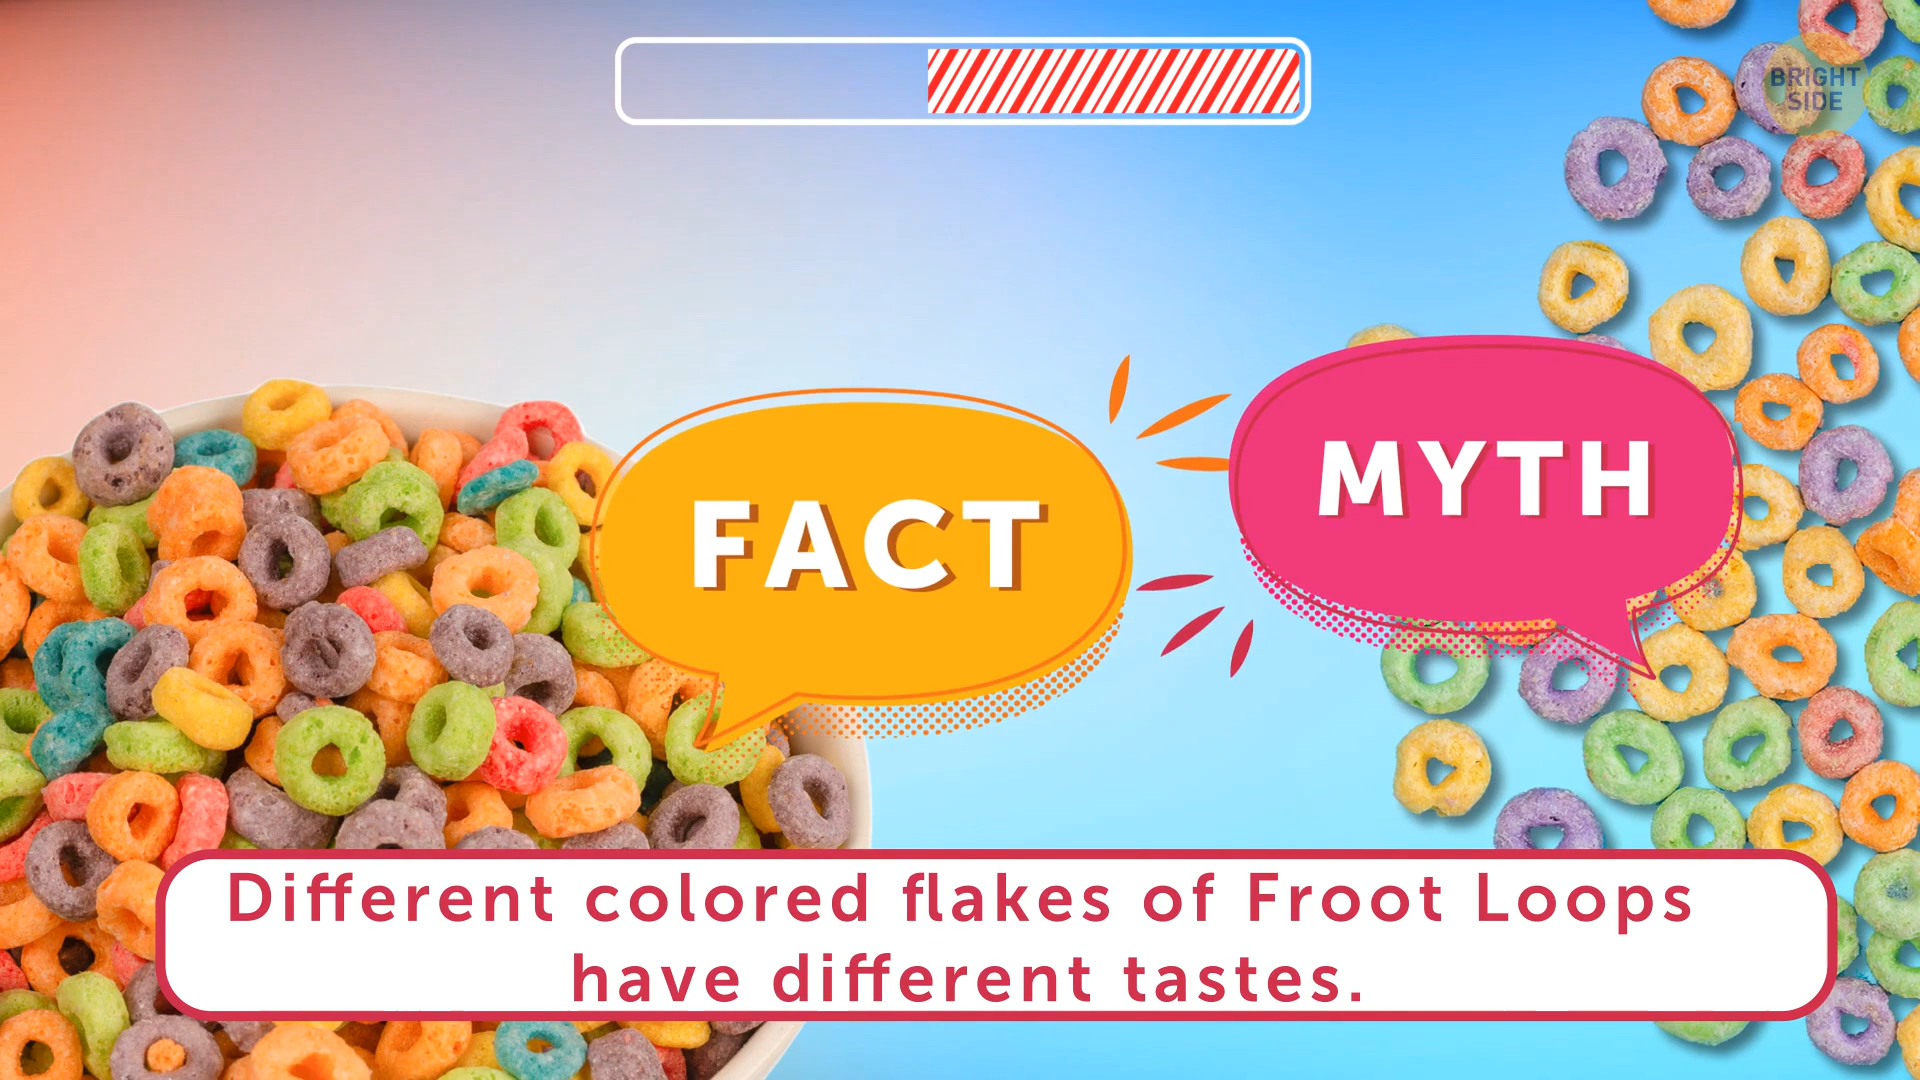 BRIGHT
SIDE
FACT
MYTH
Different colored flakes of Froot Loops
have different tastes.